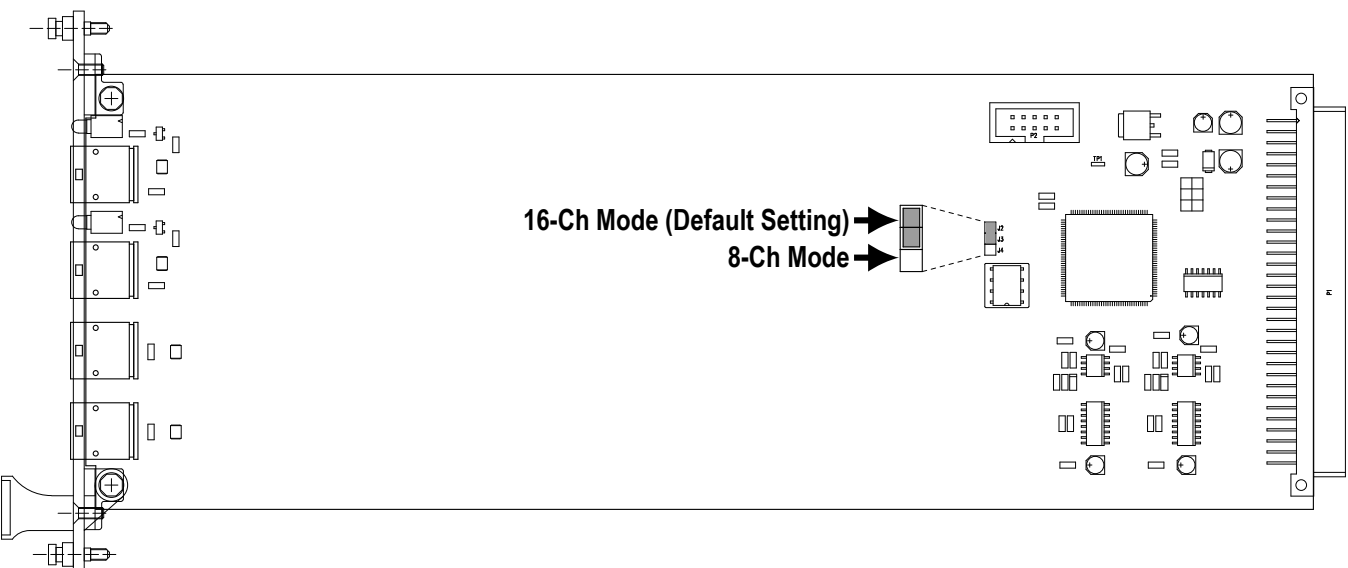 P2
TP1
16-Ch Mode (Default Setting)
J2
J3
8-Ch Mode
J4
P1